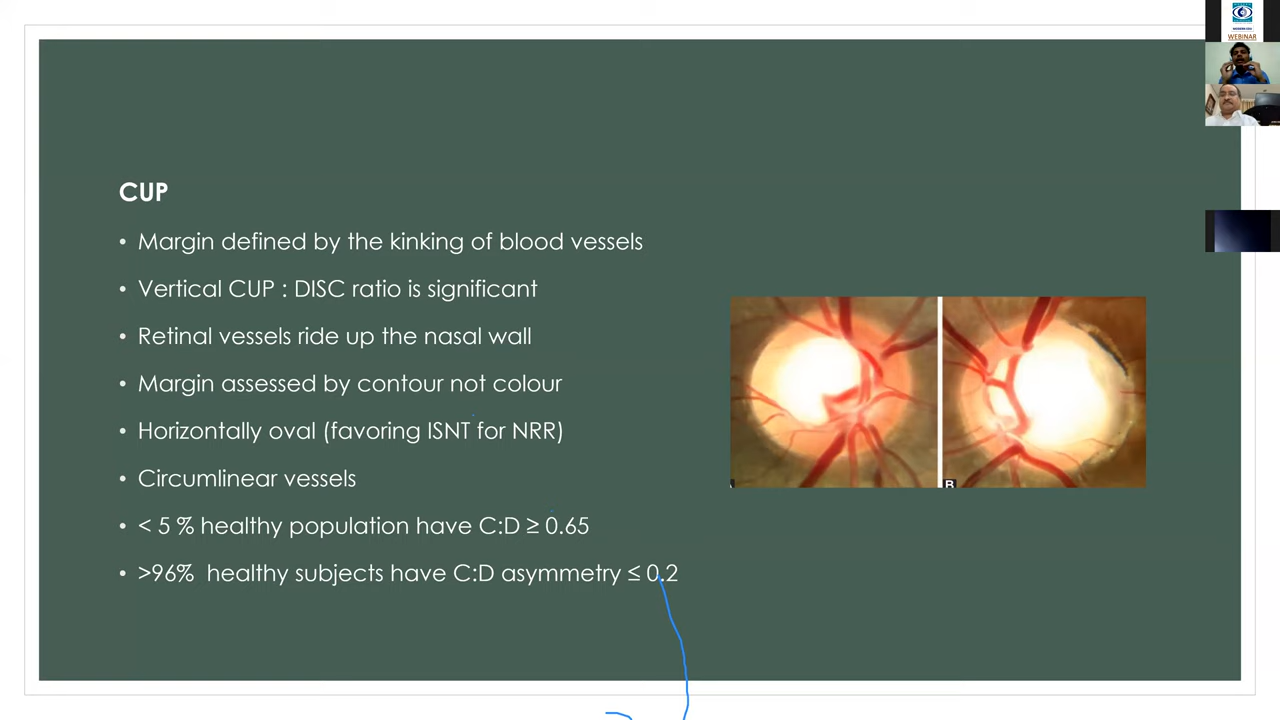 WEBINAR
CUP
• Margin defined by the kinking of blood vessels
• Vertical CUP : DISC ratio is significant
• Retinal vessels ride up the nasal wall
• Margin assessed by contour not colour
• Horizontally oval (favoring ISNT for NRR)
• Circumlinear vessels
• < 5 % healthy population have C:D ≥ 0.65
• >96% healthy subjects have C:D asymmetry ≤ 0.2
B